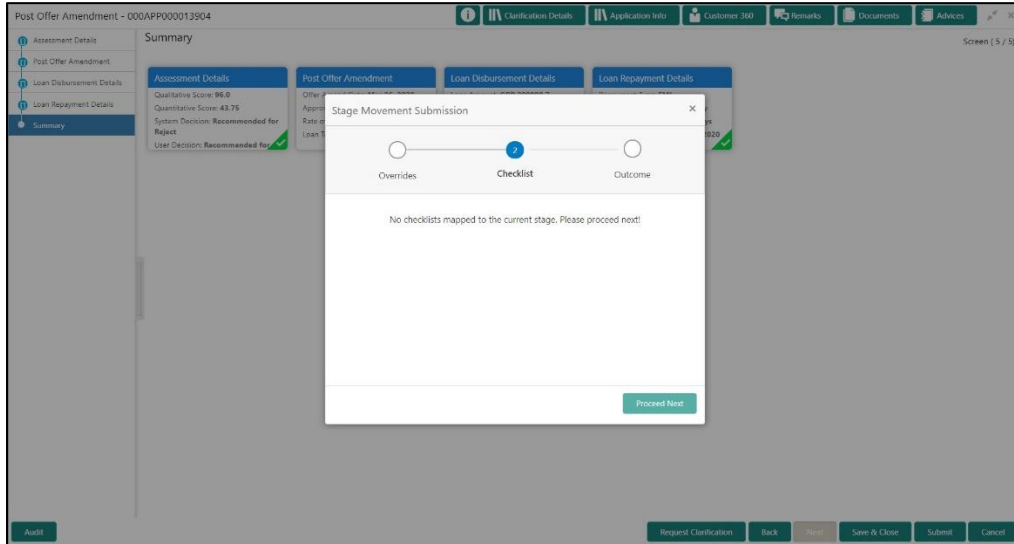 Post Offer Amendment - 000APP000013904
Clarification Details
Application Info
Customer 360
Remarks
Documents
Advices
Assessment Details
Post Offer Amendment
Loan Disbursement Details
Loan Repayment Details
Summary
Summary
Screen ( 5 / 5)
Assessment Details
Qualitative Score: 96.0
Quantitative Score: 43.75
System Decision: Recommended for
Reject
User Decision: Recommended for
Post Offer Amendment
Loan Disbursement Details
Loan Repayment Details
Stage Movement Submission
2
Overrides
Checklist
Outcome
No checklists mapped to the current stage. Please proceed next!
Proceed Next
Audit
Request Clarification
Back
Next
Save & Close
Submit
Cancel